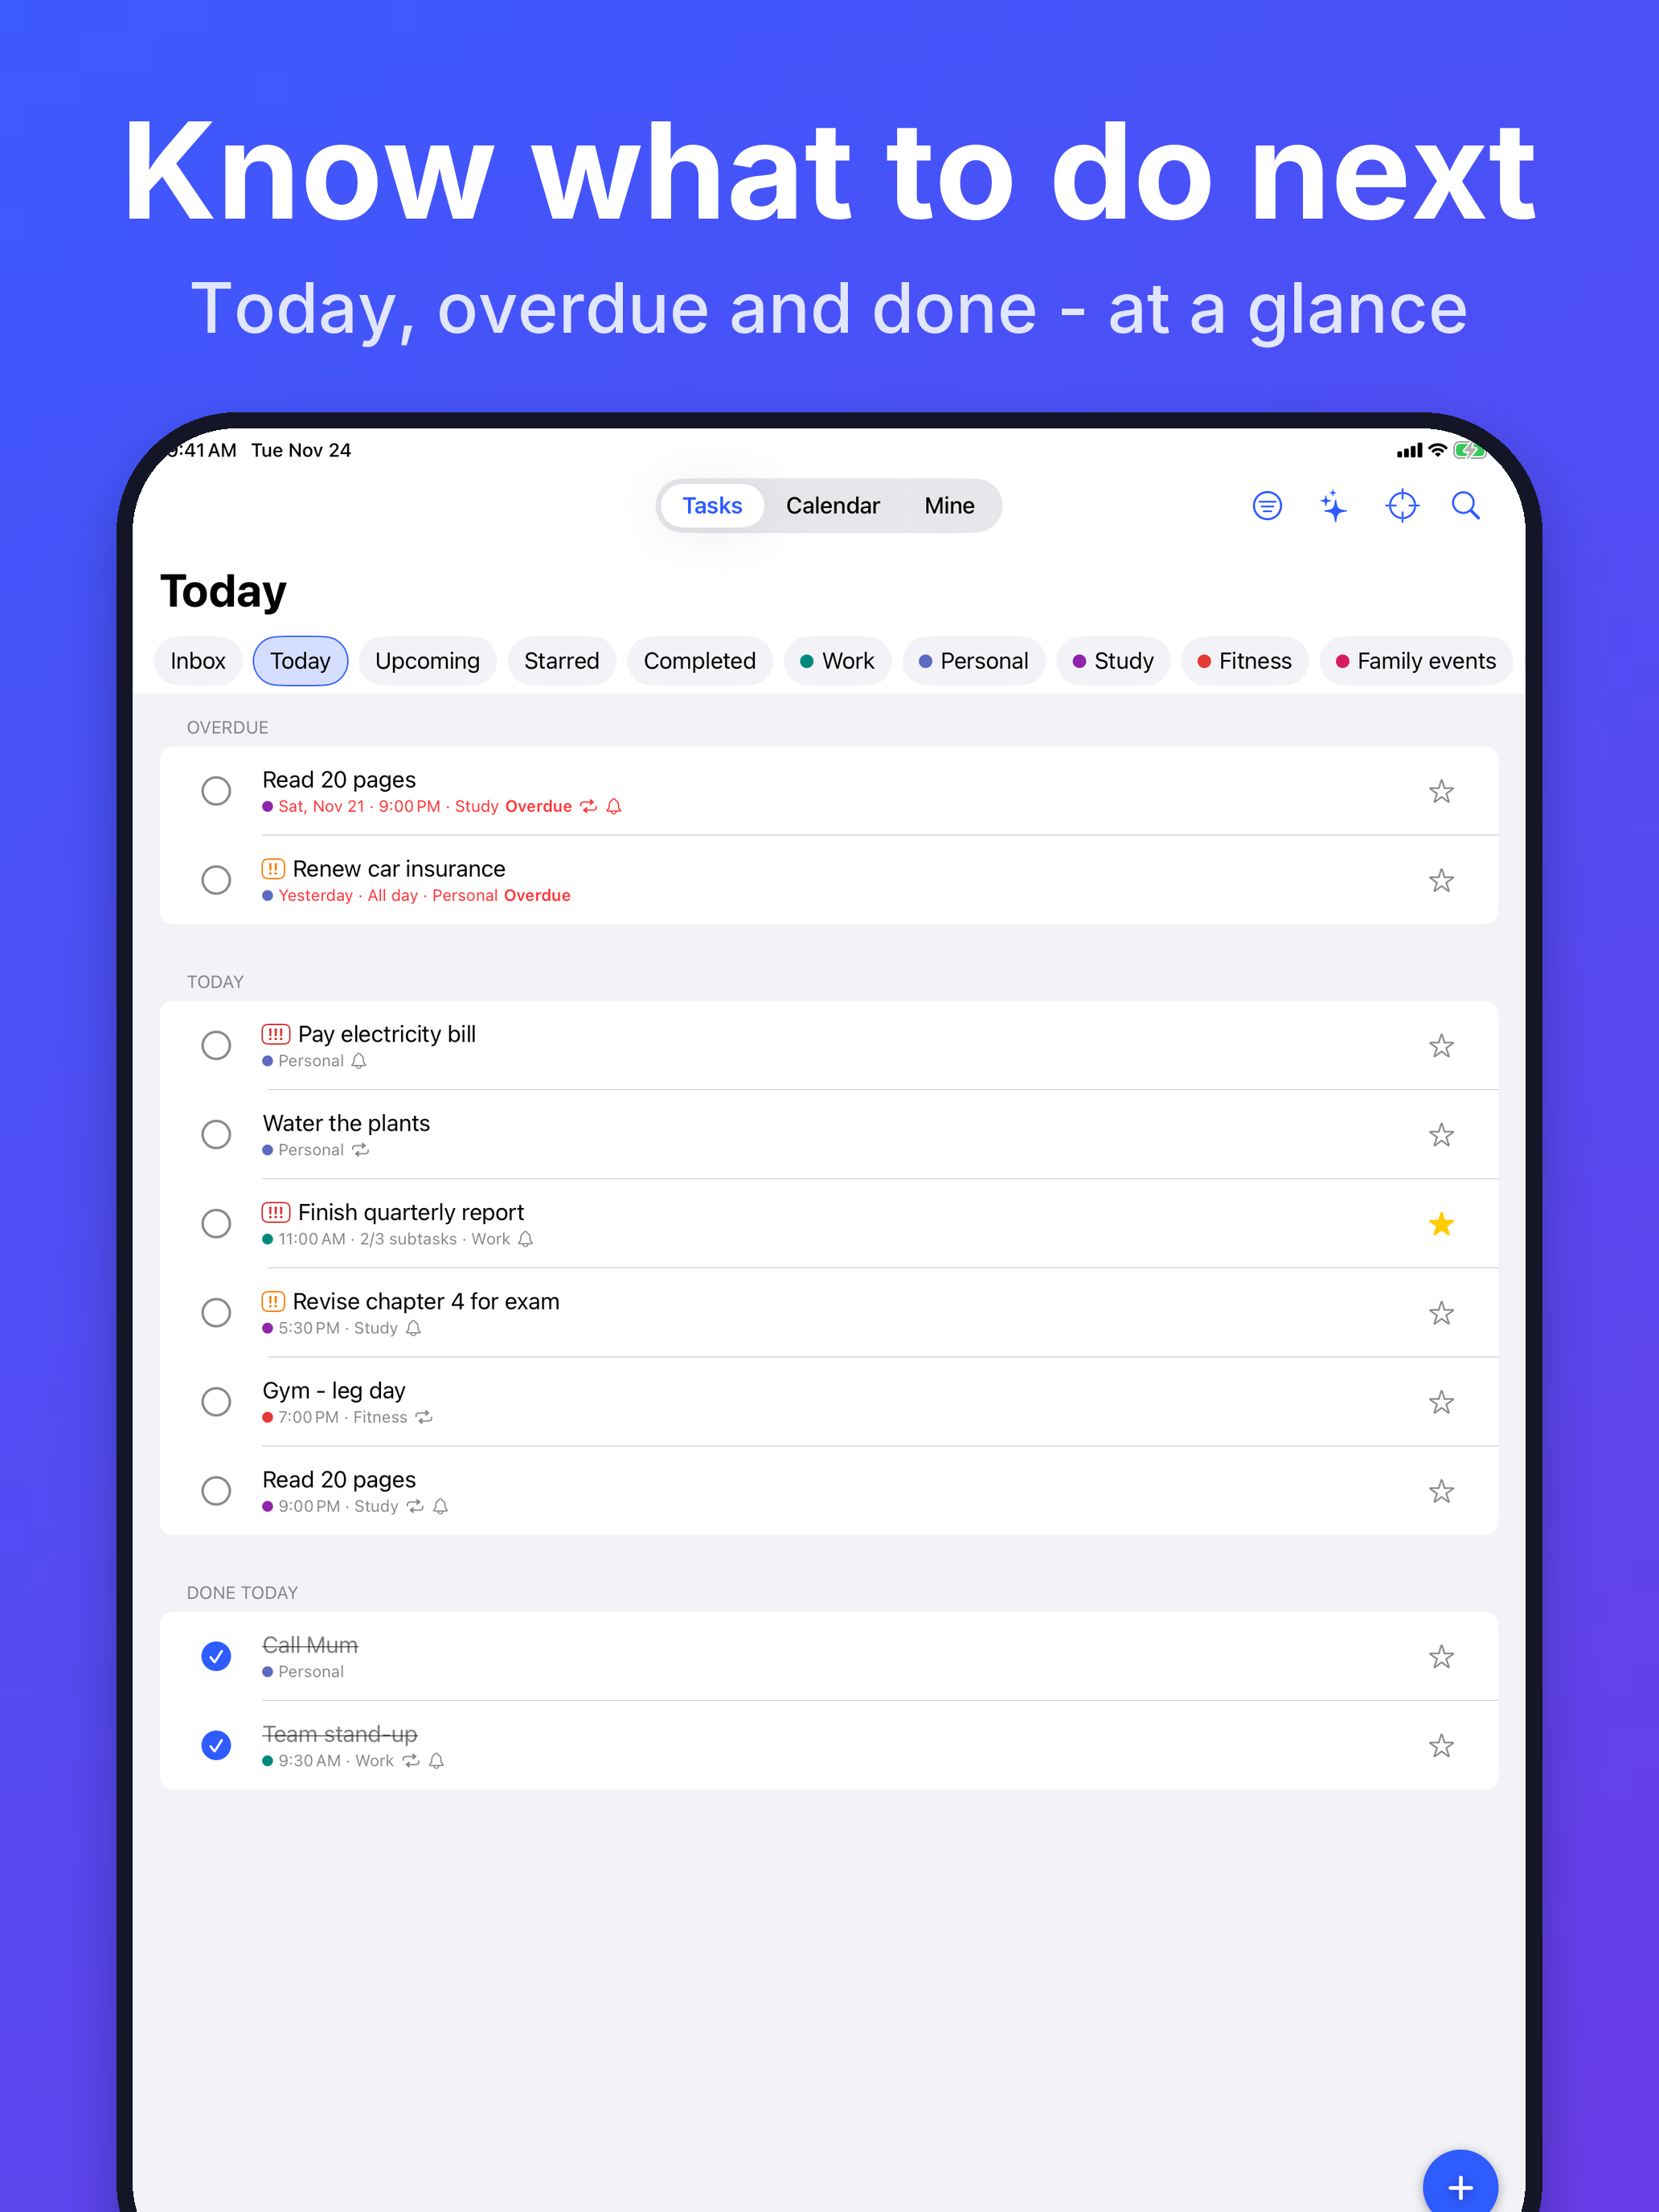 Know what to do next
Today, overdue and done - at a glance
9:41 AM Tue Nov 24
Tasks Calendar Mine
Today
Inbox Today Upcoming Starred Completed Work Personal Study Fitness Family events
OVERDUE
Read 20 pages
Sat, Nov 21 · 9:00 PM · Study Overdue
!! Renew car insurance
Yesterday · All day · Personal Overdue
TODAY
!!! Pay electricity bill
Personal
Water the plants
Personal
!!! Finish quarterly report
11:00 AM · 2/3 subtasks · Work
!! Revise chapter 4 for exam
5:30 PM · Study
Gym - leg day
7:00 PM · Fitness
Read 20 pages
9:00 PM · Study
DONE TODAY
Call Mum
Personal
Team stand-up
9:30 AM · Work